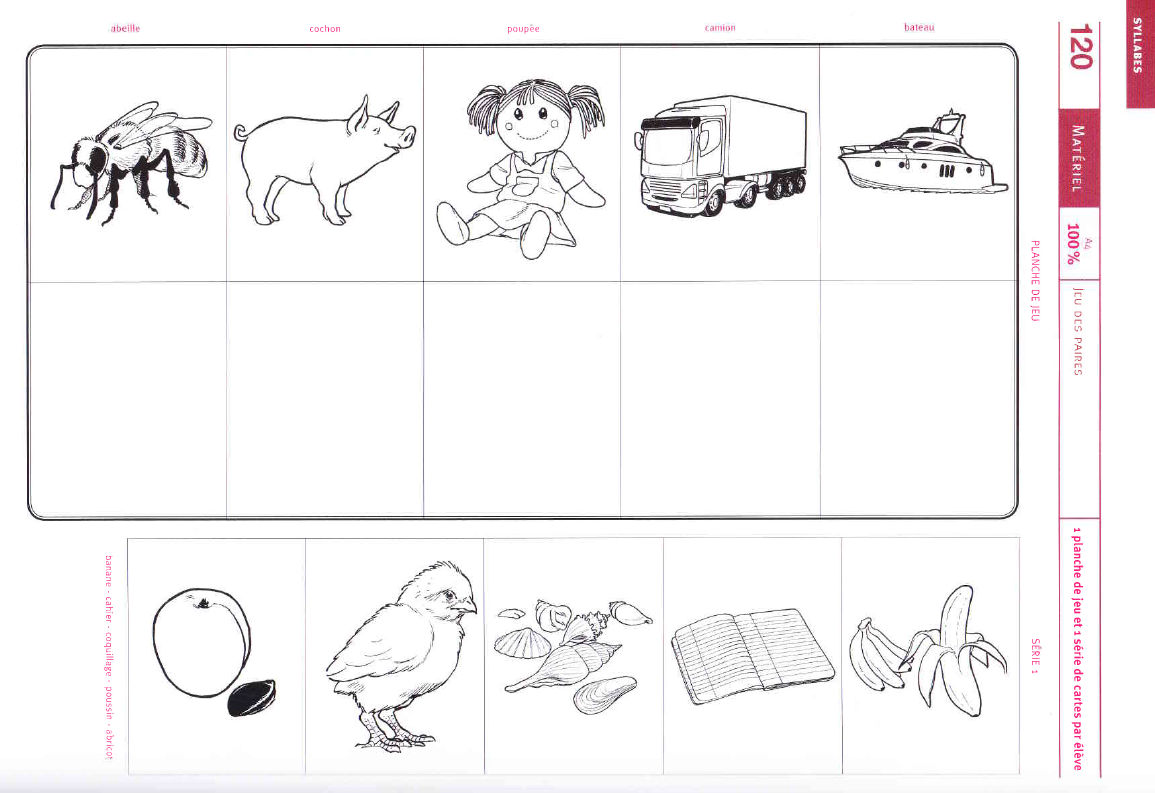 SYLLABES
120
MATÉRIEL
A4
100%
JEU DES PAIRES
1 planche de jeu et 1 série de cartes par élève
PLANCHE DE JEU
abeille
cochon
poupée
camion
bateau
SÉRIE 1
banane - cahier - coquillage - poussin - abricot